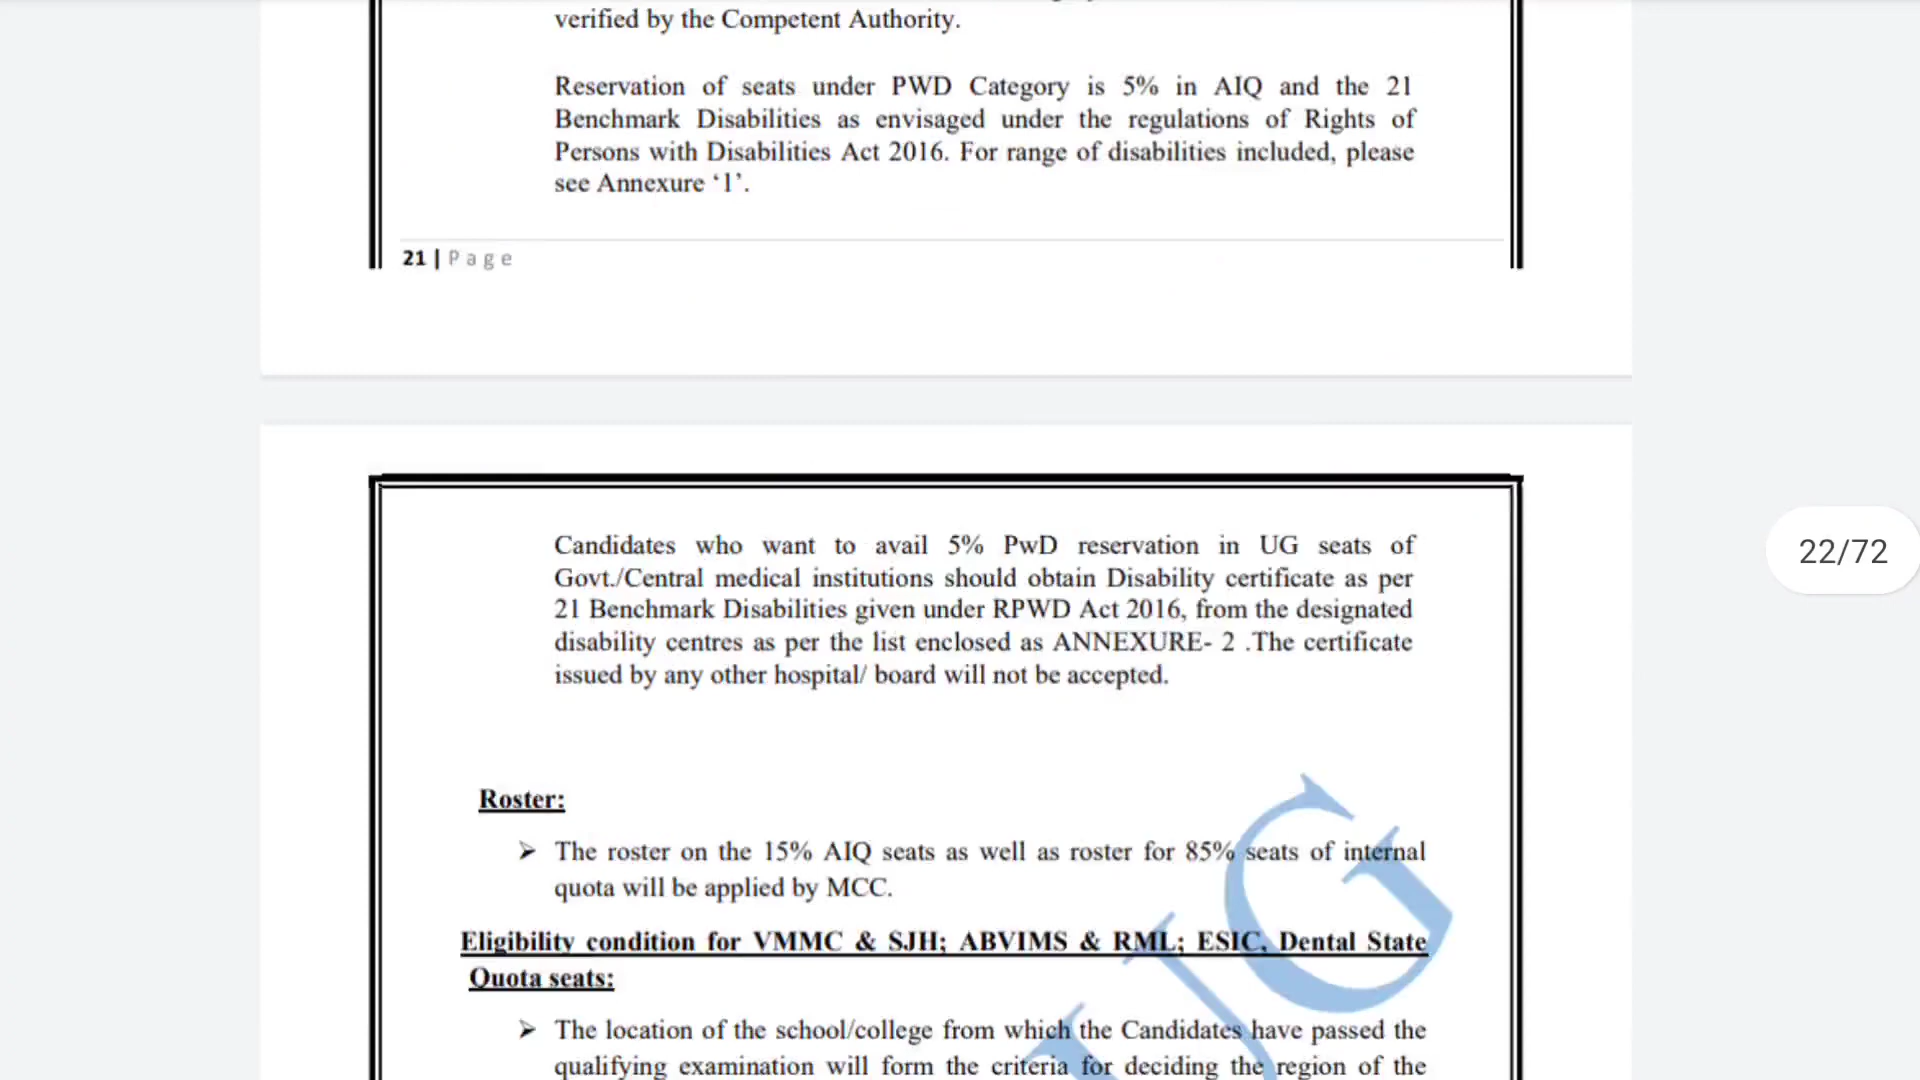 verified by the Competent Authority.
Reservation of seats under PWD Category is 5% in AIQ and the 21
Benchmark Disabilities as envisaged under the regulations of Rights of
Persons with Disabilities Act 2016. For range of disabilities included, please
see Annexure ‘1’.
21 | Page
Candidates who want to avail 5% PwD reservation in UG seats of
Govt./Central medical institutions should obtain Disability certificate as per
21 Benchmark Disabilities given under RPWD Act 2016, from the designated
disability centres as per the list enclosed as ANNEXURE- 2 .The certificate
issued by any other hospital/ board will not be accepted.
22/72
Roster:
➢ The roster on the 15% AIQ seats as well as roster for 85% seats of internal
quota will be applied by MCC.
Eligibility condition for VMMC & SJH; ABVIMS & RML; ESIC, Dental State
Quota seats:
➢ The location of the school/college from which the Candidates have passed the
qualifying examination will form the criteria for deciding the region of the
UG